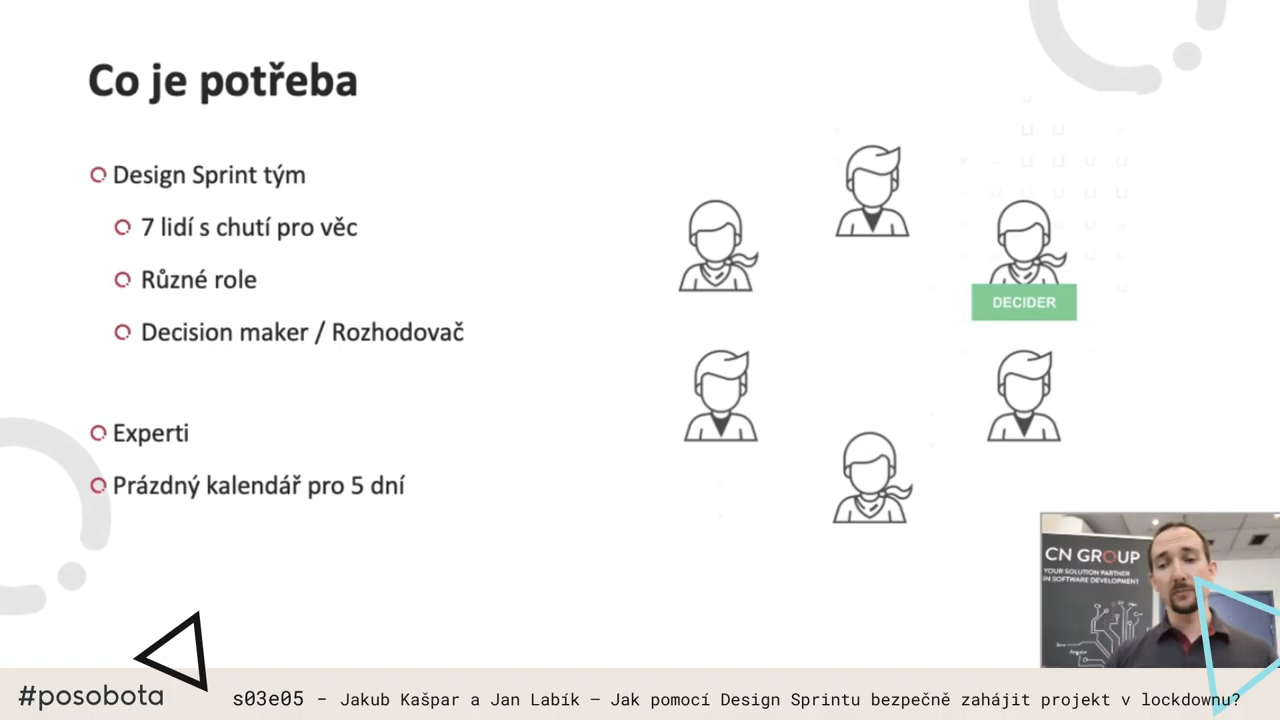 Co je potřeba
Design Sprint tým
7 lidí s chutí pro věc
Různé role
Decision maker / Rozhodovač
Experti
Prázdný kalendář pro 5 dní
DECIDER
CN GROUP
YOUR SOLUTION PARTNER
IN SOFTWARE DEVELOPMENT
#posobota
s03e05 – Jakub Kašpar a Jan Labík – Jak pomocí Design Sprintu bezpečně zahájit projekt v lockdownu?